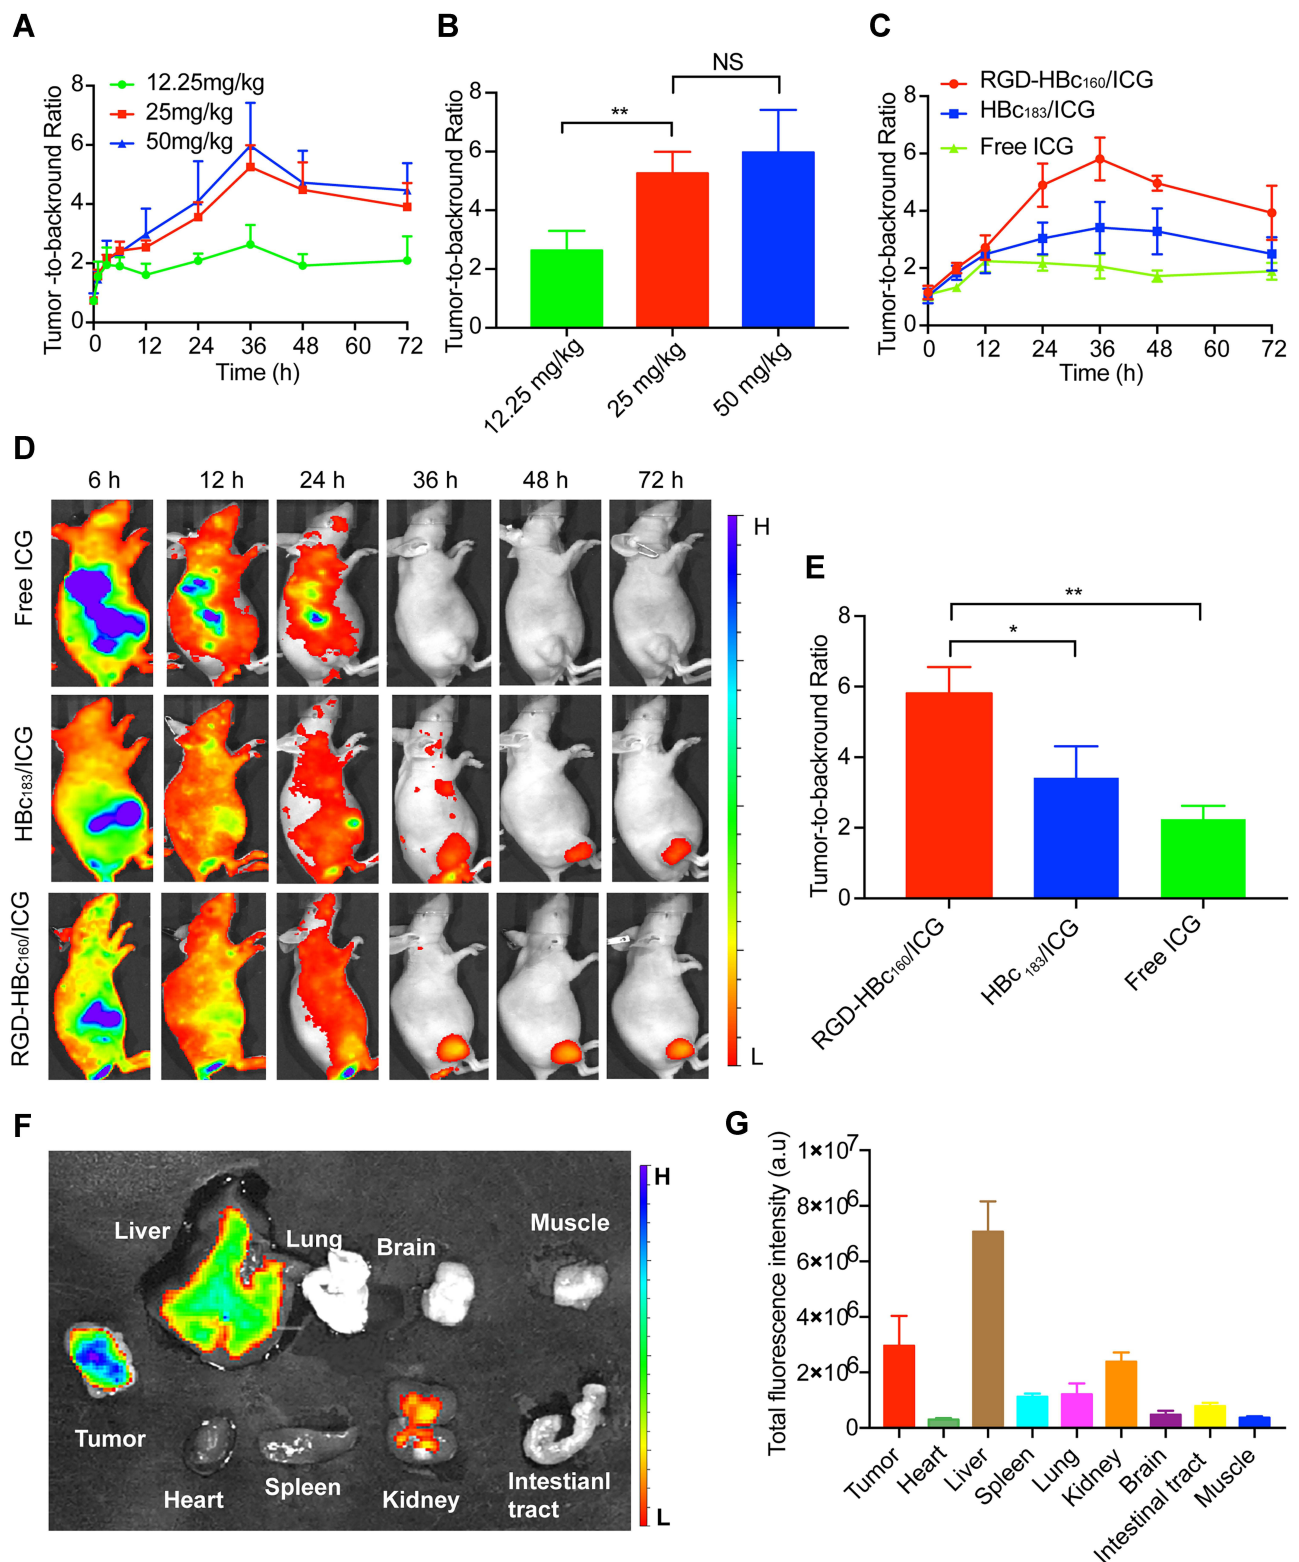 A
Tumor -to-backround Ratio
8
6
4
2
0
12.25mg/kg
25mg/kg
50mg/kg
0 12 24 36 48 60 72
Time (h)
B
Tumor-to-backround Ratio
8
6
4
2
0
**
NS
12.25 mg/kg
25 mg/kg
50 mg/kg
C
Tumor-to-backround Ratio
8
6
4
2
0
RGD-HBc160/ICG
HBc183/ICG
Free ICG
0 12 24 36 48 60 72
Time (h)
D
6 h 12 h 24 h 36 h 48 h 72 h
Free ICG
HBc183/ICG
RGD-HBc160/ICG
H
L
E
Tumor-to-backround Ratio
8
6
4
2
0
**
*
RGD-HBc160/ICG
HBc 183/ICG
Free ICG
F
Liver
Lung
Brain
Muscle
Tumor
Heart
Spleen
Kidney
Intestianl
tract
H
L
G
Total fluorescence intensity (a.u)
1×10⁷
8×10⁶
6×10⁶
4×10⁶
2×10⁶
0
Tumor
Heart
Liver
Spleen
Lung
Kidney
Brain
Intestinal tract
Muscle